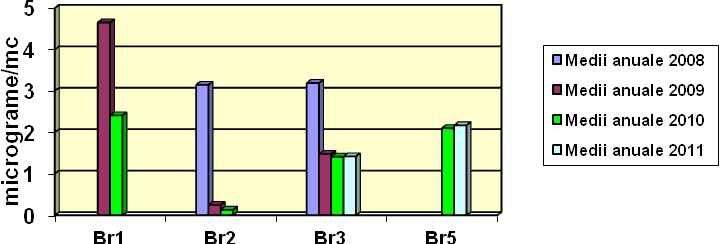 5
4
3
2
1
0
micrograme/mc
Br1 Br2 Br3 Br5
Medii anuale 2008
Medii anuale 2009
Medii anuale 2010
Medii anuale 2011